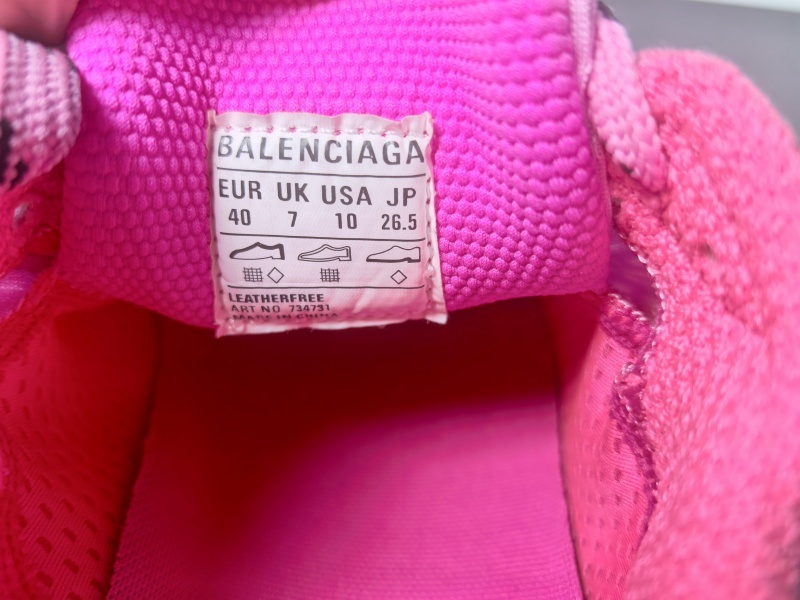 BALENCIAGA
EUR UK USA JP
40 7 10 26.5
LEATHERFREE
ART NO 734731
MADE IN CHINA